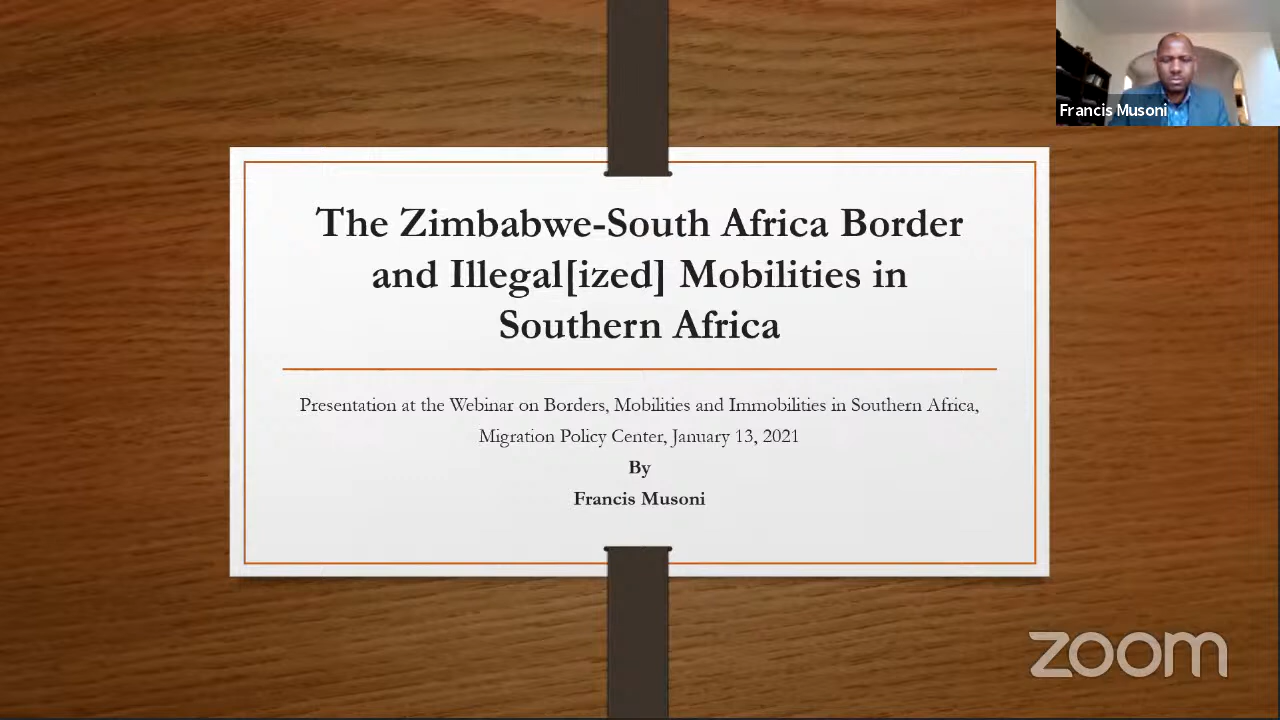 Francis Musoni
The Zimbabwe-South Africa Border
and Illegal[ized] Mobilities in
Southern Africa
Presentation at the Webinar on Borders, Mobilities and Immobilities in Southern Africa,
Migration Policy Center, January 13, 2021
By
Francis Musoni
zoom